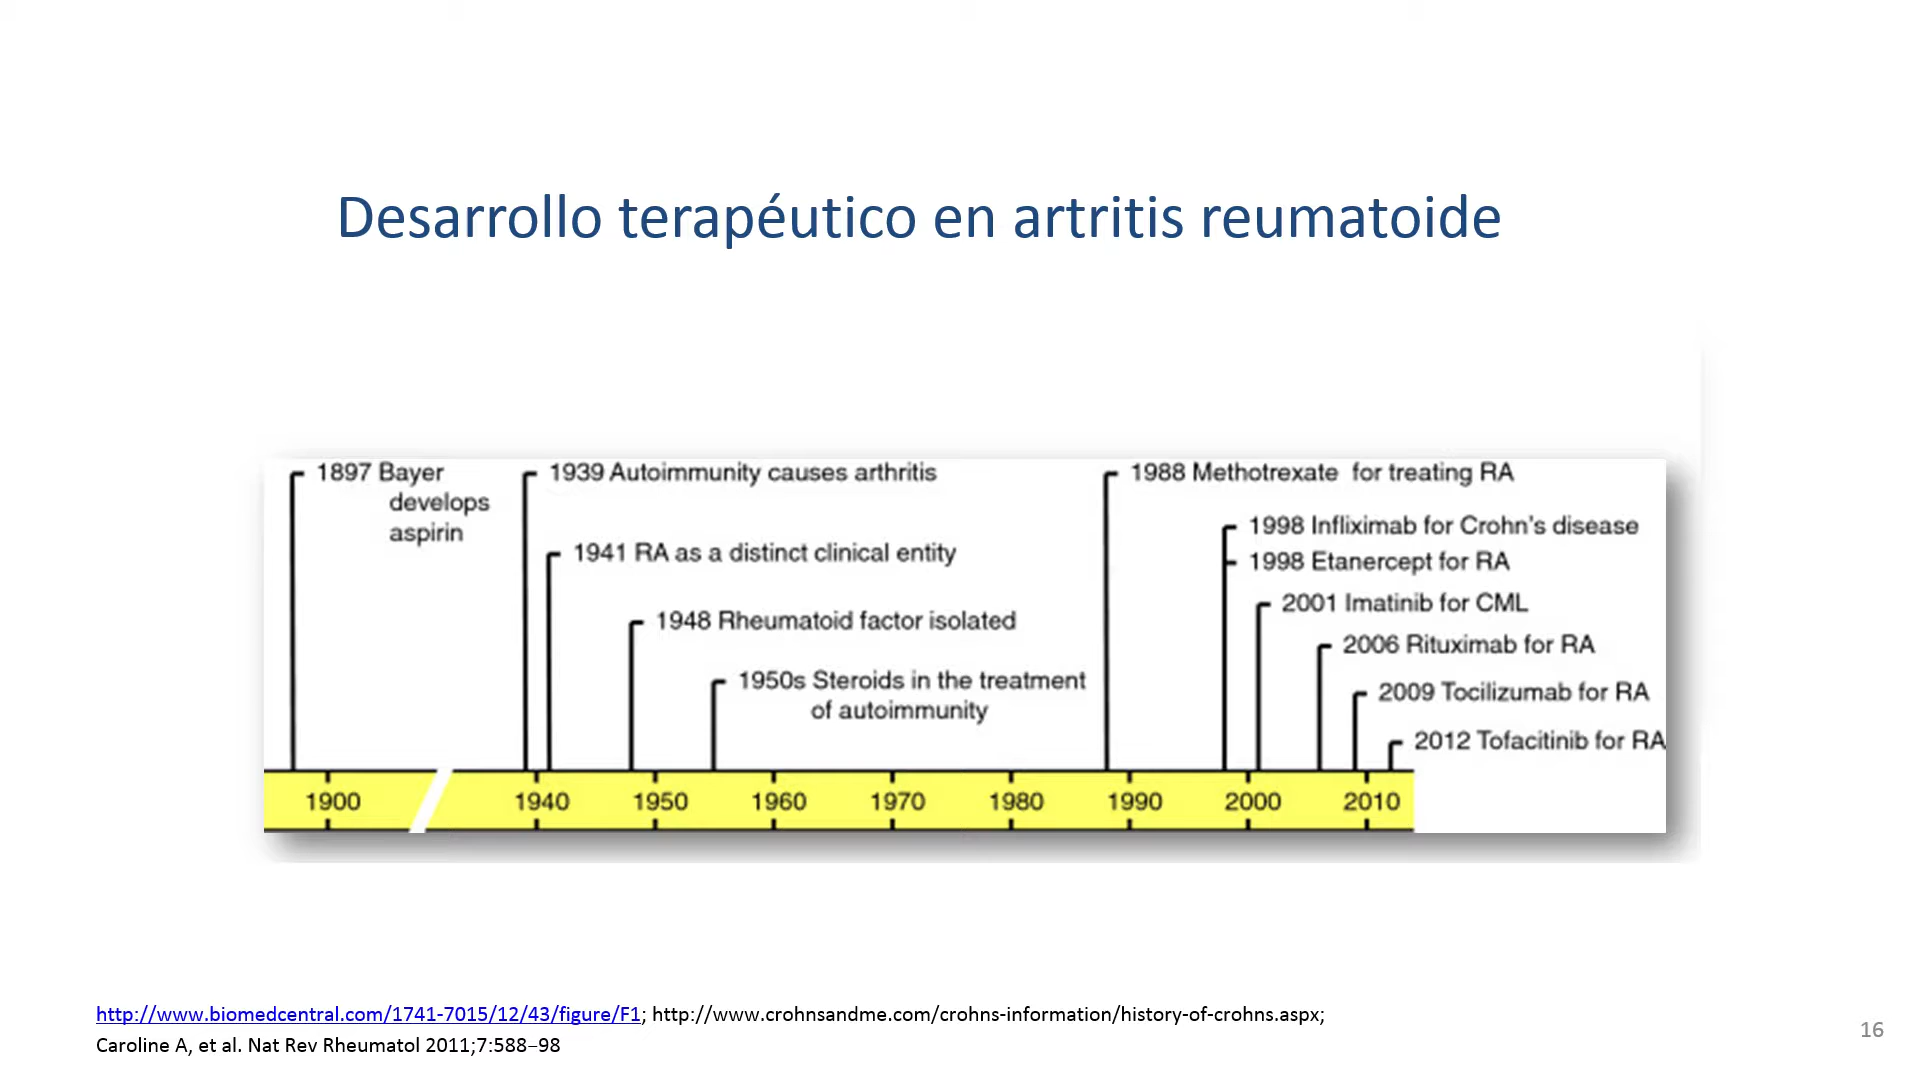 Desarrollo terapéutico en artritis reumatoide
1897 Bayer
develops
aspirin
1939 Autoimmunity causes arthritis
1941 RA as a distinct clinical entity
1948 Rheumatoid factor isolated
1950s Steroids in the treatment
of autoimmunity
1988 Methotrexate for treating RA
1998 Infliximab for Crohn's disease
1998 Etanercept for RA
2001 Imatinib for CML
2006 Rituximab for RA
2009 Tocilizumab for RA
2012 Tofacitinib for RA
1900 1940 1950 1960 1970 1980 1990 2000 2010
http://www.biomedcentral.com/1741-7015/12/43/figure/F1; http://www.crohnsandme.com/crohns-information/history-of-crohns.aspx;
Caroline A, et al. Nat Rev Rheumatol 2011;7:588–98
16